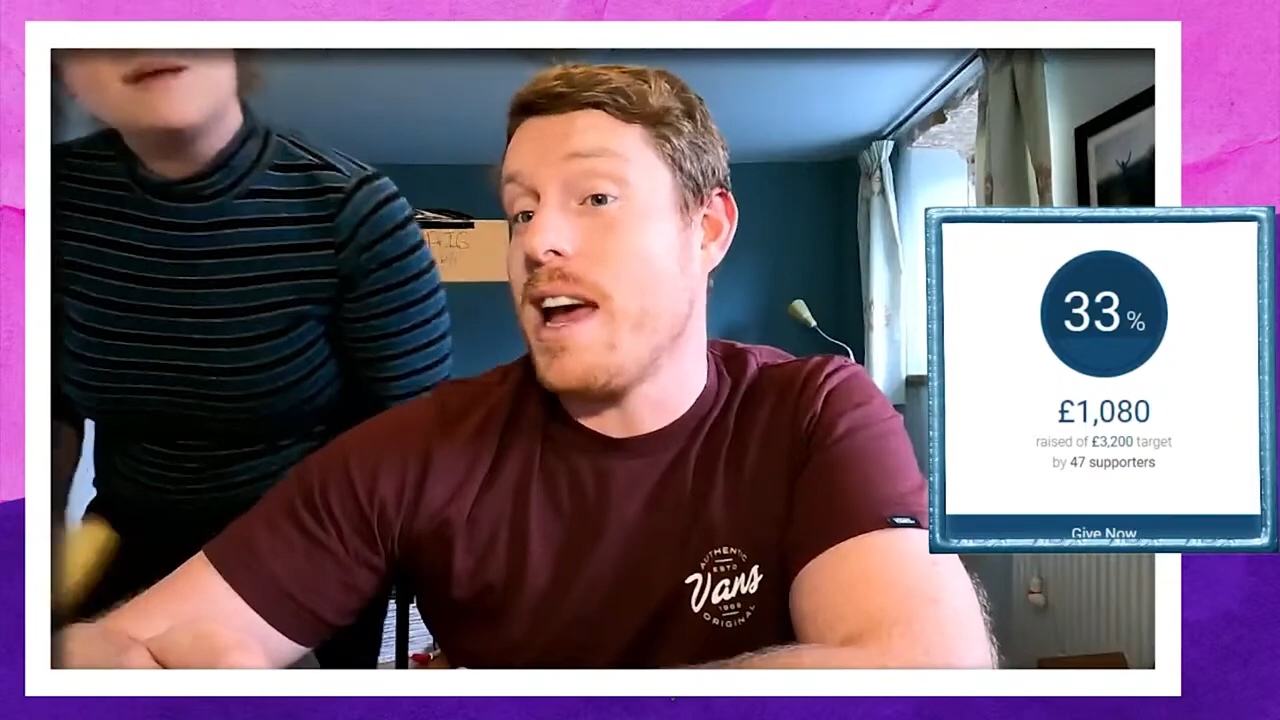 AUTHENTIC
ESTD
Vans
1966
ORIGINAL
33%
£1,080
raised of £3,200 target
by 47 supporters
Give Now